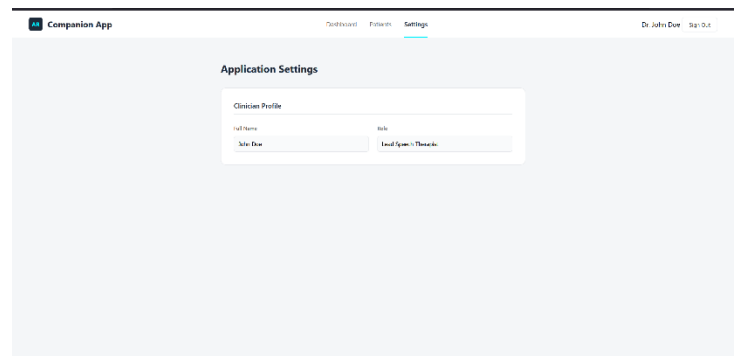 AR Companion App
Dashboard Patients Settings
Dr. John Doe Sign Out
Application Settings
Clinician Profile
Full Name Role
John Doe Lead Speech Therapist